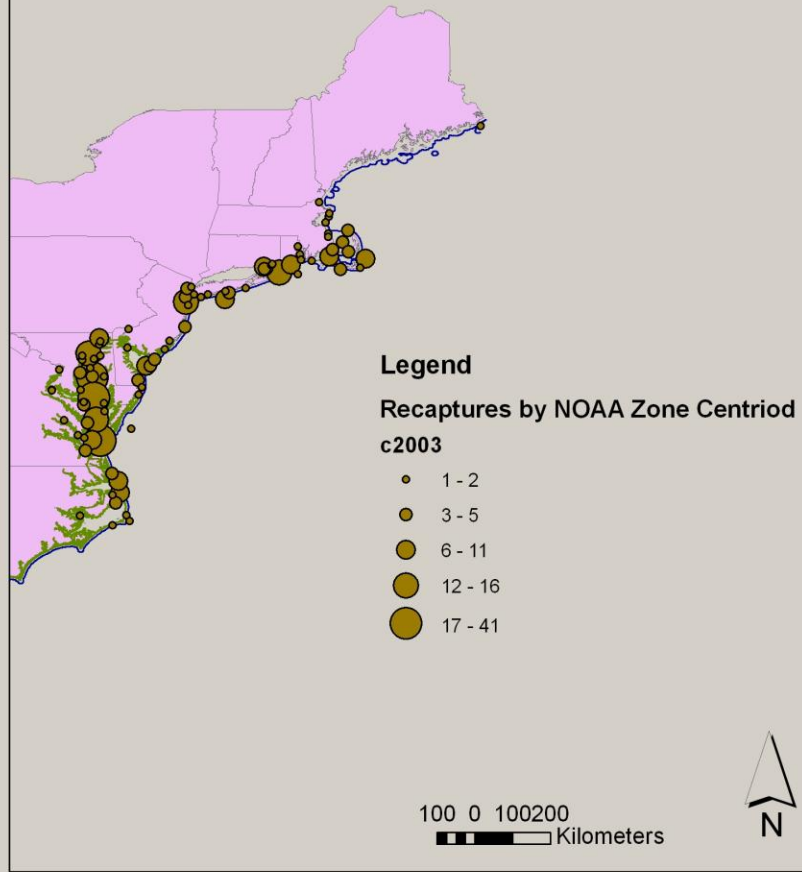 Legend
Recaptures by NOAA Zone Centriod
c2003
1 - 2
3 - 5
6 - 11
12 - 16
17 - 41
100 0 100200
Kilometers
N